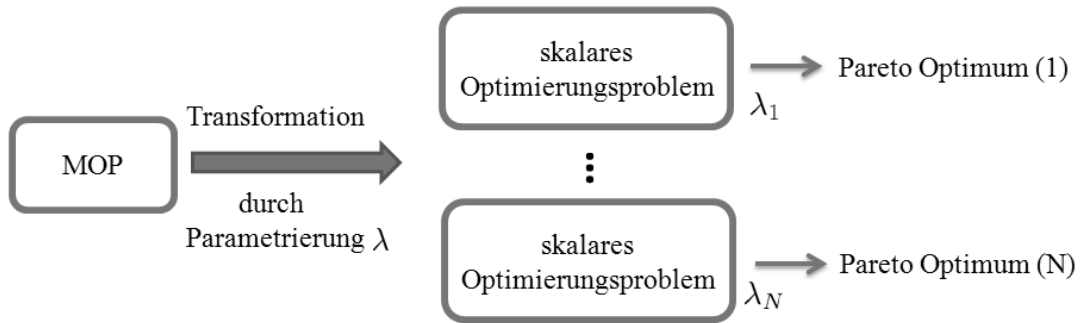 MOP
Transformation
durch
Parametrierung λ
skalares
Optimierungsproblem
λ₁
Pareto Optimum (1)
skalares
Optimierungsproblem
λ_N
Pareto Optimum (N)